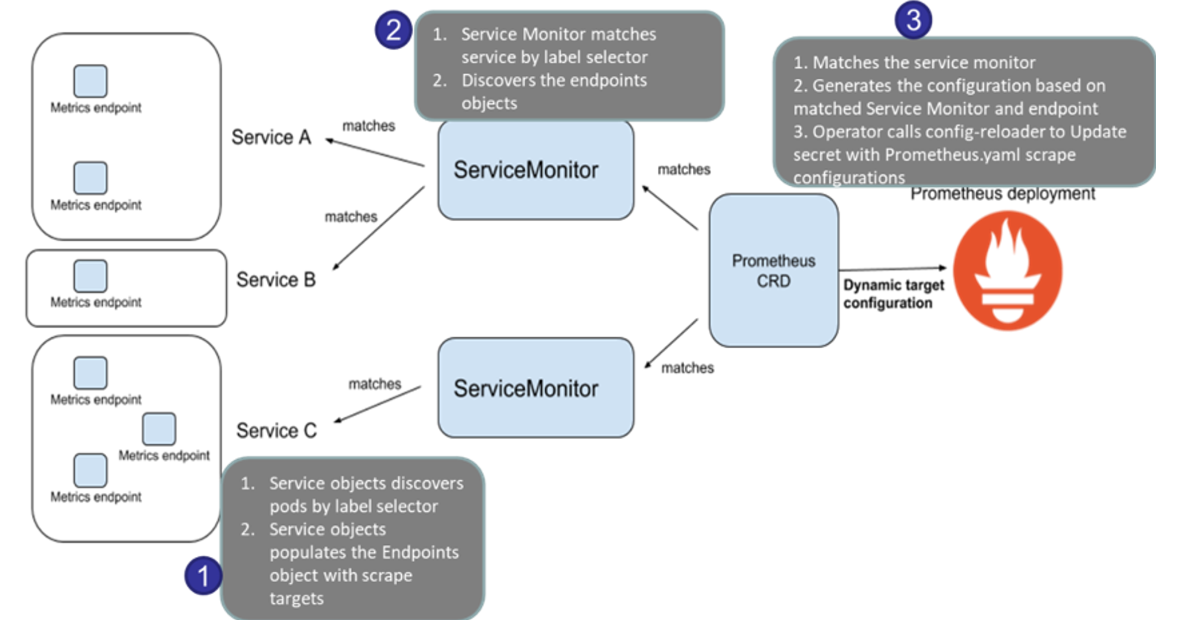 2
1. Service Monitor matches
service by label selector
2. Discovers the endpoints
objects
3
1. Matches the service monitor
2. Generates the configuration based on
matched Service Monitor and endpoint
3. Operator calls config-reloader to Update
secret with Prometheus.yaml scrape
configurations
Metrics endpoint
Metrics endpoint
Service A
matches
matches
ServiceMonitor
matches
Prometheus deployment
Metrics endpoint
Service B
Prometheus
CRD
Dynamic target
configuration
Metrics endpoint
Metrics endpoint
Metrics endpoint
Service C
matches
ServiceMonitor
matches
1
1. Service objects discovers
pods by label selector
2. Service objects
populates the Endpoints
object with scrape
targets